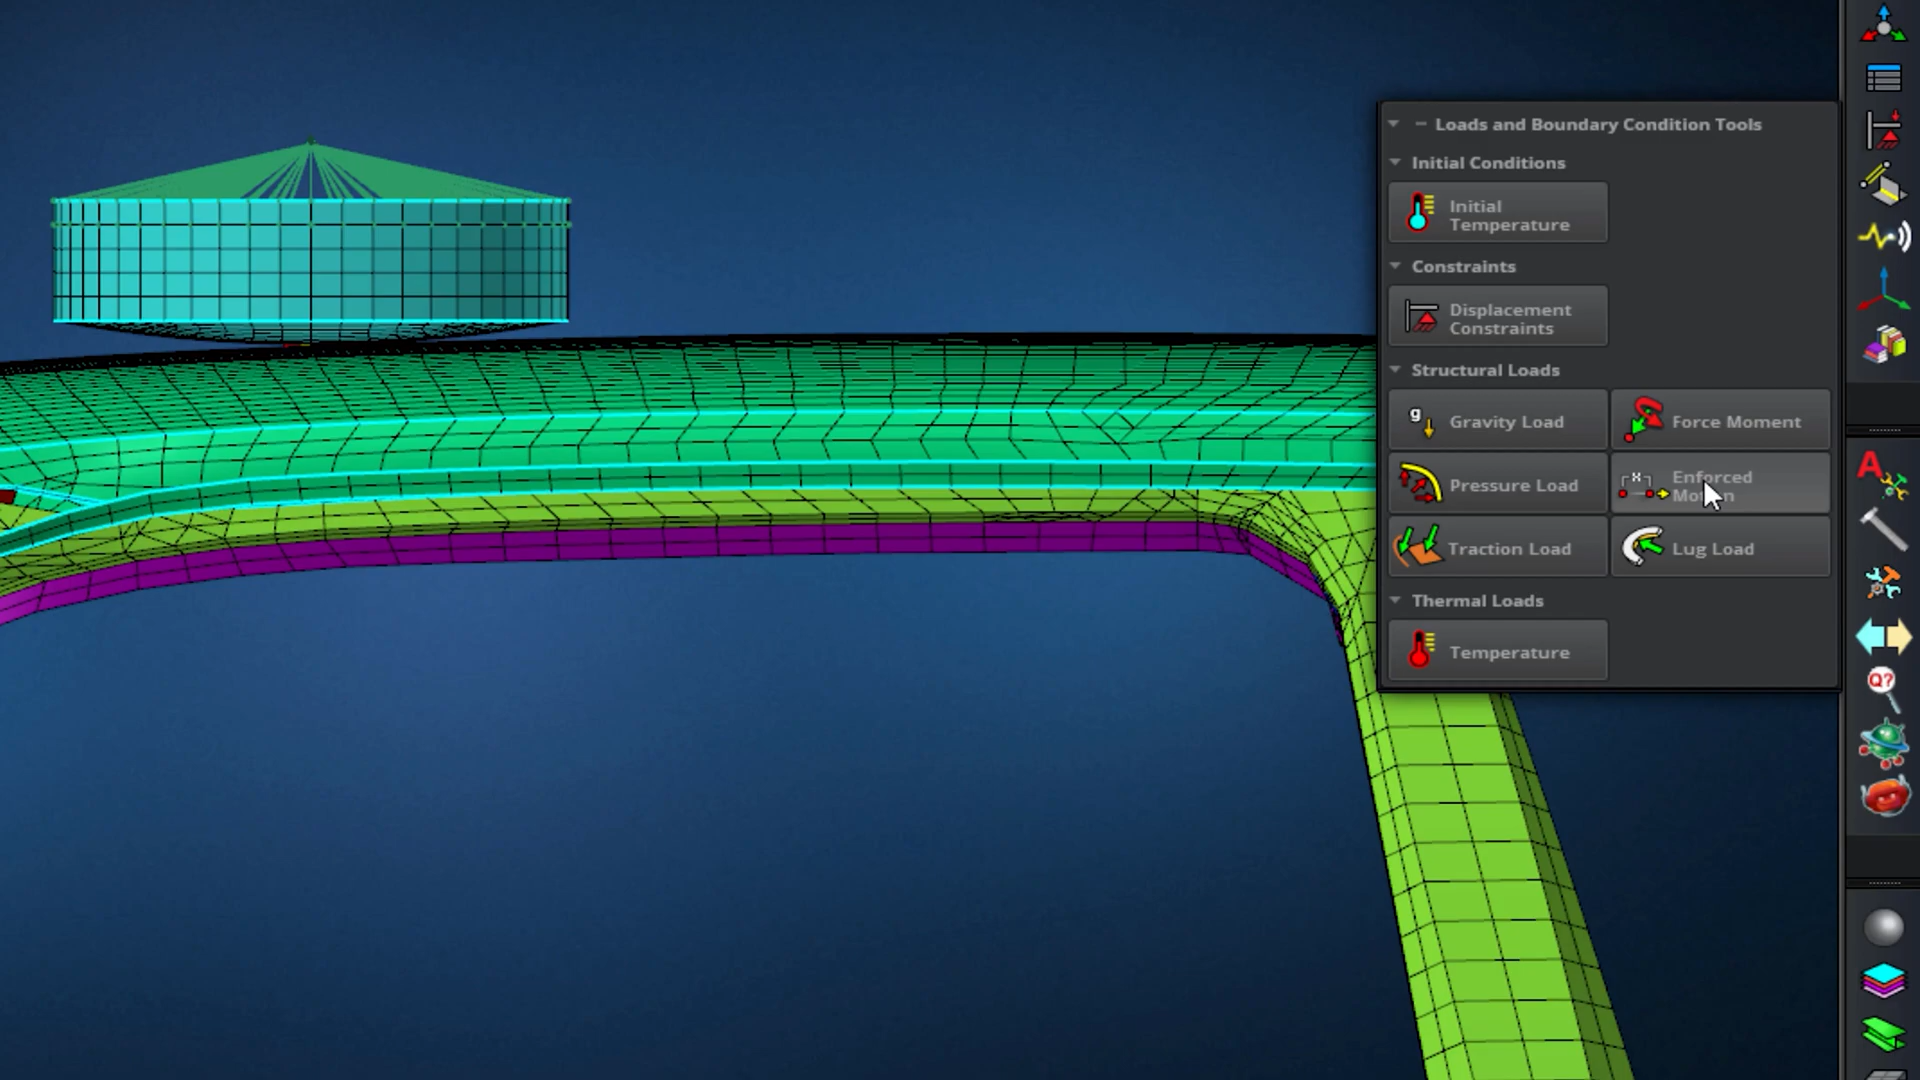 Loads and Boundary Condition Tools
Initial Conditions
Initial
Temperature
Constraints
Displacement
Constraints
Structural Loads
g
Gravity Load
Force Moment
Pressure Load
x
Enforced
Traction Load
Lug Load
Thermal Loads
Temperature
A
Q?